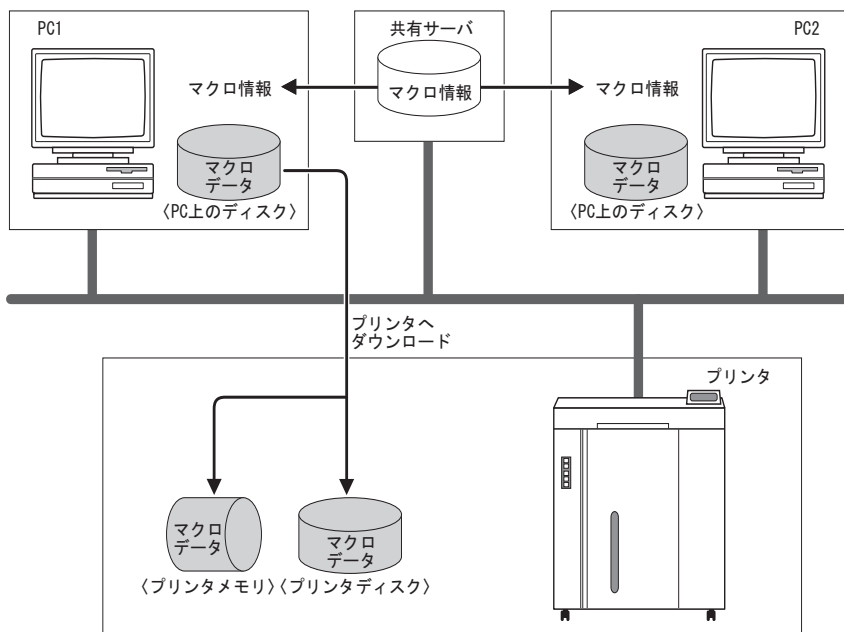 PC1
共有サーバ
PC2
マクロ情報
マクロ情報
マクロ情報
マクロ
データ
〈PC上のディスク〉
マクロ
データ
〈PC上のディスク〉
プリンタへ
ダウンロード
プリンタ
マクロ
データ
〈プリンタメモリ〉
マクロ
データ
〈プリンタディスク〉